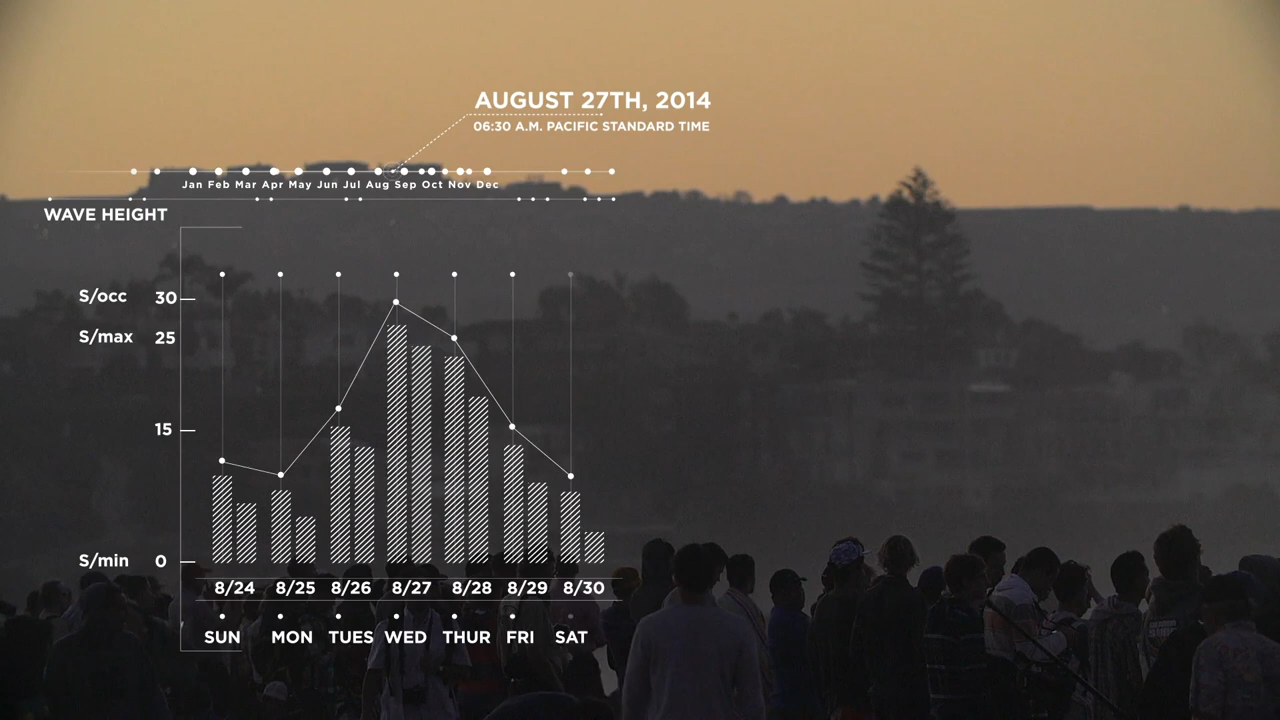 AUGUST 27TH, 2014
06:30 A.M. PACIFIC STANDARD TIME
Jan Feb Mar Apr May Jun Jul Aug Sep Oct Nov Dec
WAVE HEIGHT
S/occ 30
S/max 25
15
S/min 0
8/24 8/25 8/26 8/27 8/28 8/29 8/30
SUN MON TUES WED THUR FRI SAT